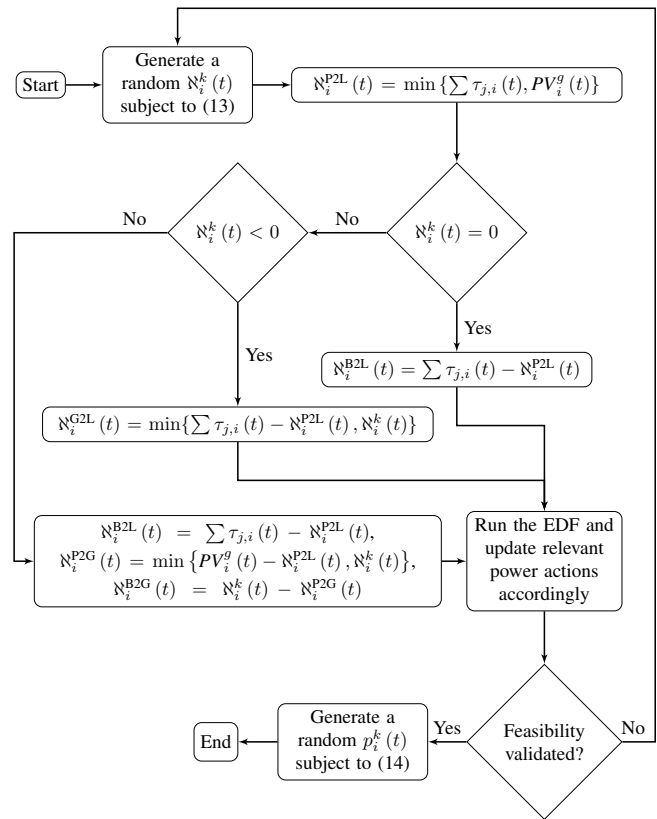 Start
Generate a
random ℵ_i^k (t)
subject to (13)
ℵ_i^P2L (t) = min {∑ τ_j,i (t), PV_i^g (t)}
No
ℵ_i^k (t) < 0
No
ℵ_i^k (t) = 0
Yes
Yes
ℵ_i^B2L (t) = ∑ τ_j,i (t) − ℵ_i^P2L (t)
ℵ_i^G2L (t) = min{∑ τ_j,i (t) − ℵ_i^P2L (t) , ℵ_i^k (t)}
ℵ_i^B2L (t) = ∑ τ_j,i (t) − ℵ_i^P2L (t),
ℵ_i^P2G (t) = min {PV_i^g (t) − ℵ_i^P2L (t) , ℵ_i^k (t)},
ℵ_i^B2G (t) = ℵ_i^k (t) − ℵ_i^P2G (t)
Run the EDF and
update relevant
power actions
accordingly
End
Generate a
random p_i^k (t)
subject to (14)
Yes
Feasibility
validated?
No